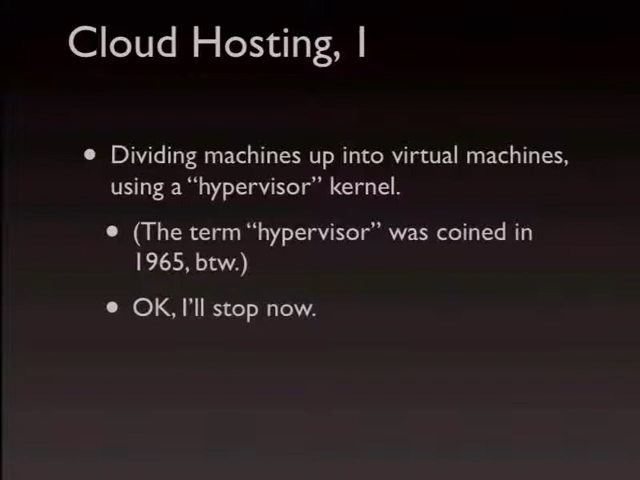 Cloud Hosting, 1
• Dividing machines up into virtual machines,
using a “hypervisor” kernel.
• (The term “hypervisor” was coined in
1965, btw.)
• OK, I’ll stop now.